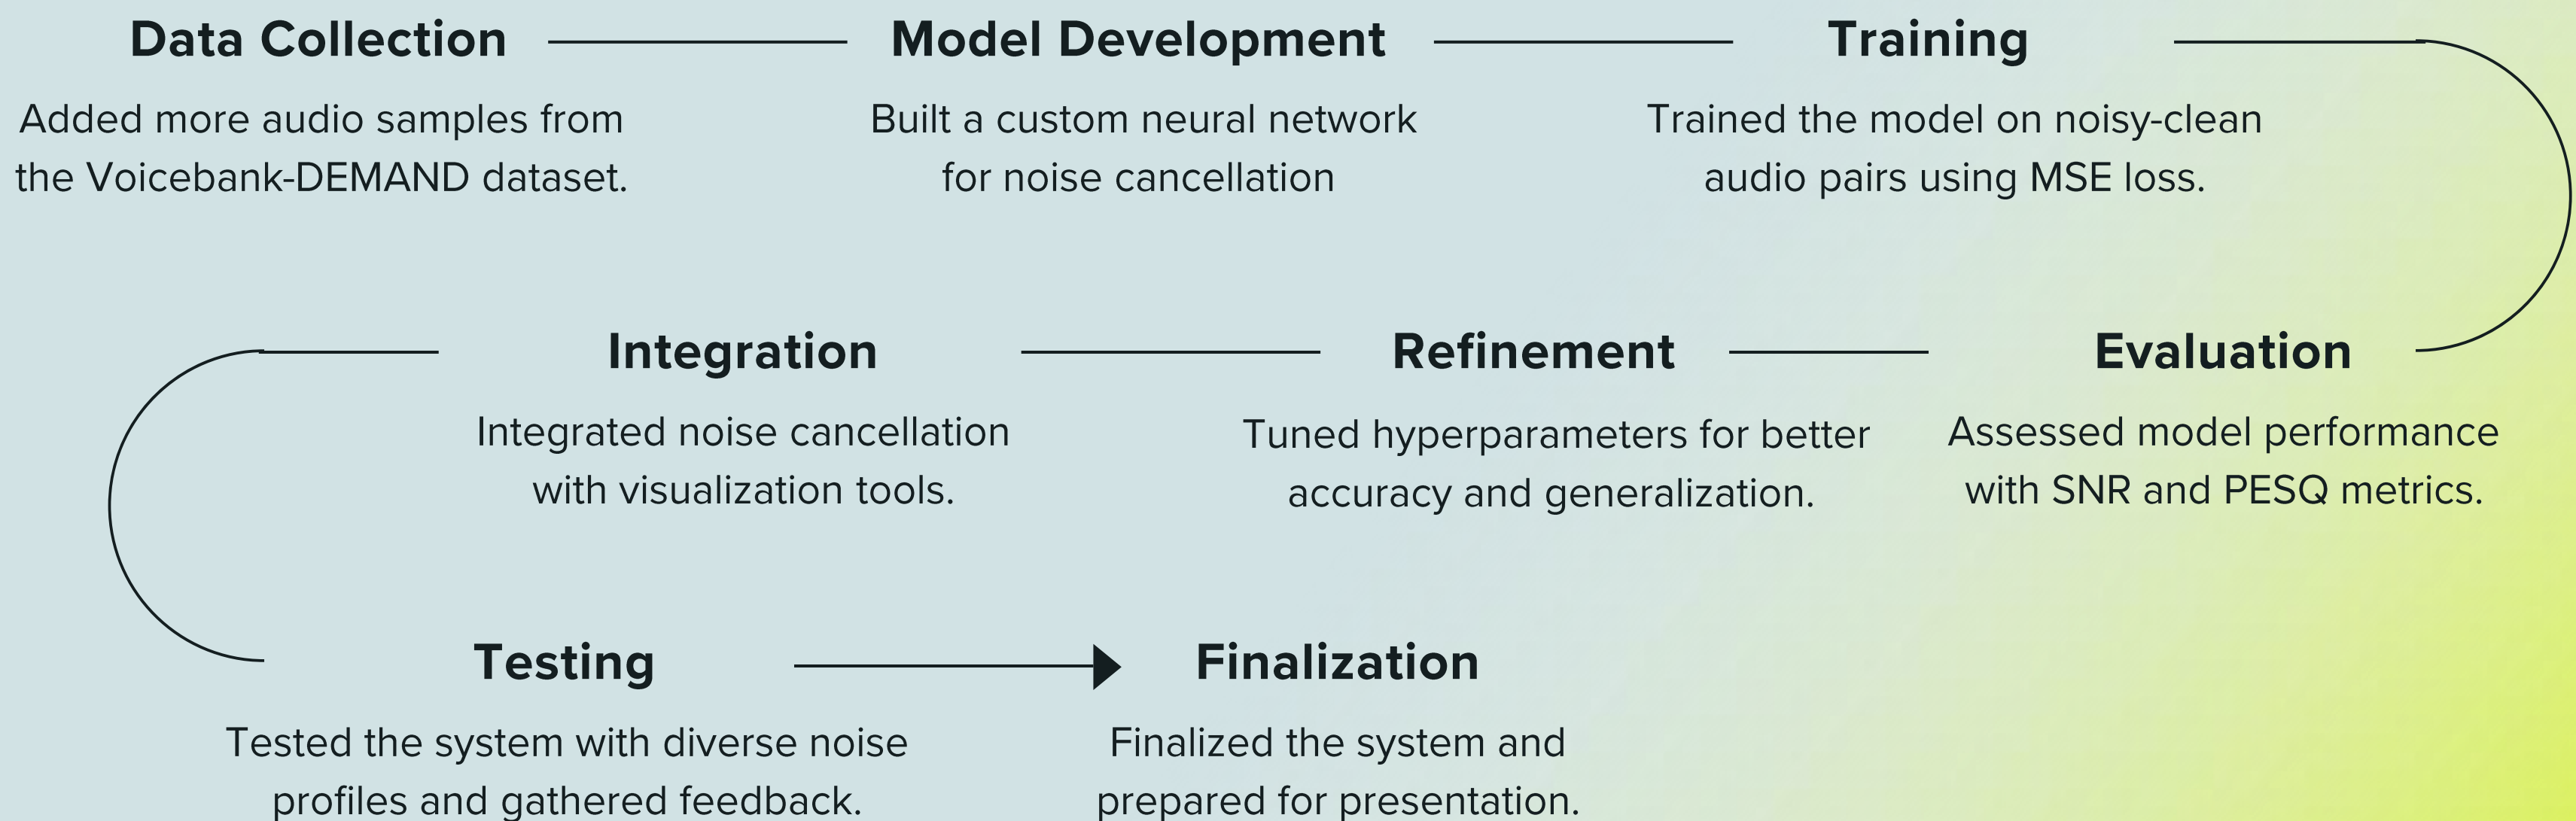 Data Collection
Added more audio samples from
the Voicebank-DEMAND dataset.
Model Development
Built a custom neural network
for noise cancellation
Training
Trained the model on noisy-clean
audio pairs using MSE loss.
Evaluation
Assessed model performance
with SNR and PESQ metrics.
Refinement
Tuned hyperparameters for better
accuracy and generalization.
Integration
Integrated noise cancellation
with visualization tools.
Testing
Tested the system with diverse noise
profiles and gathered feedback.
Finalization
Finalized the system and
prepared for presentation.